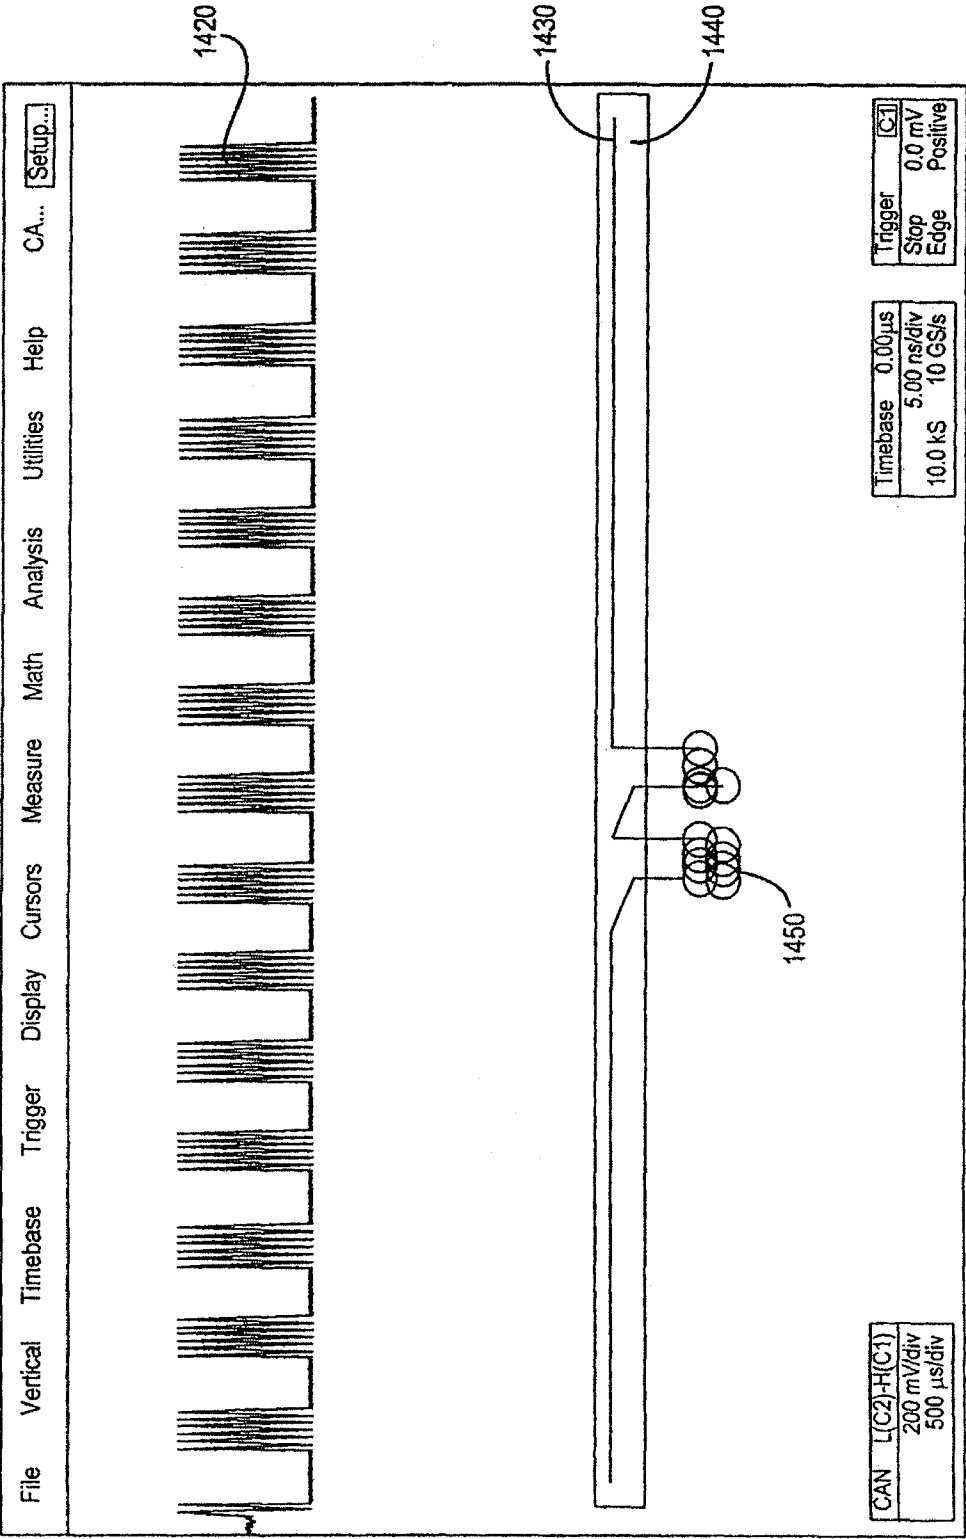 File Vertical Timebase Trigger Display Cursors Measure Math Analysis Utilities Help CA... Setup...
1420
1430
1440
1450
CAN L(C2)-H(C1)
200 mV/div
500 µs/div
Timebase 0.00µs
5.00 ns/div
10.0 kS 10 GS/s
Trigger C1
Stop 0.0 mV
Edge Positive